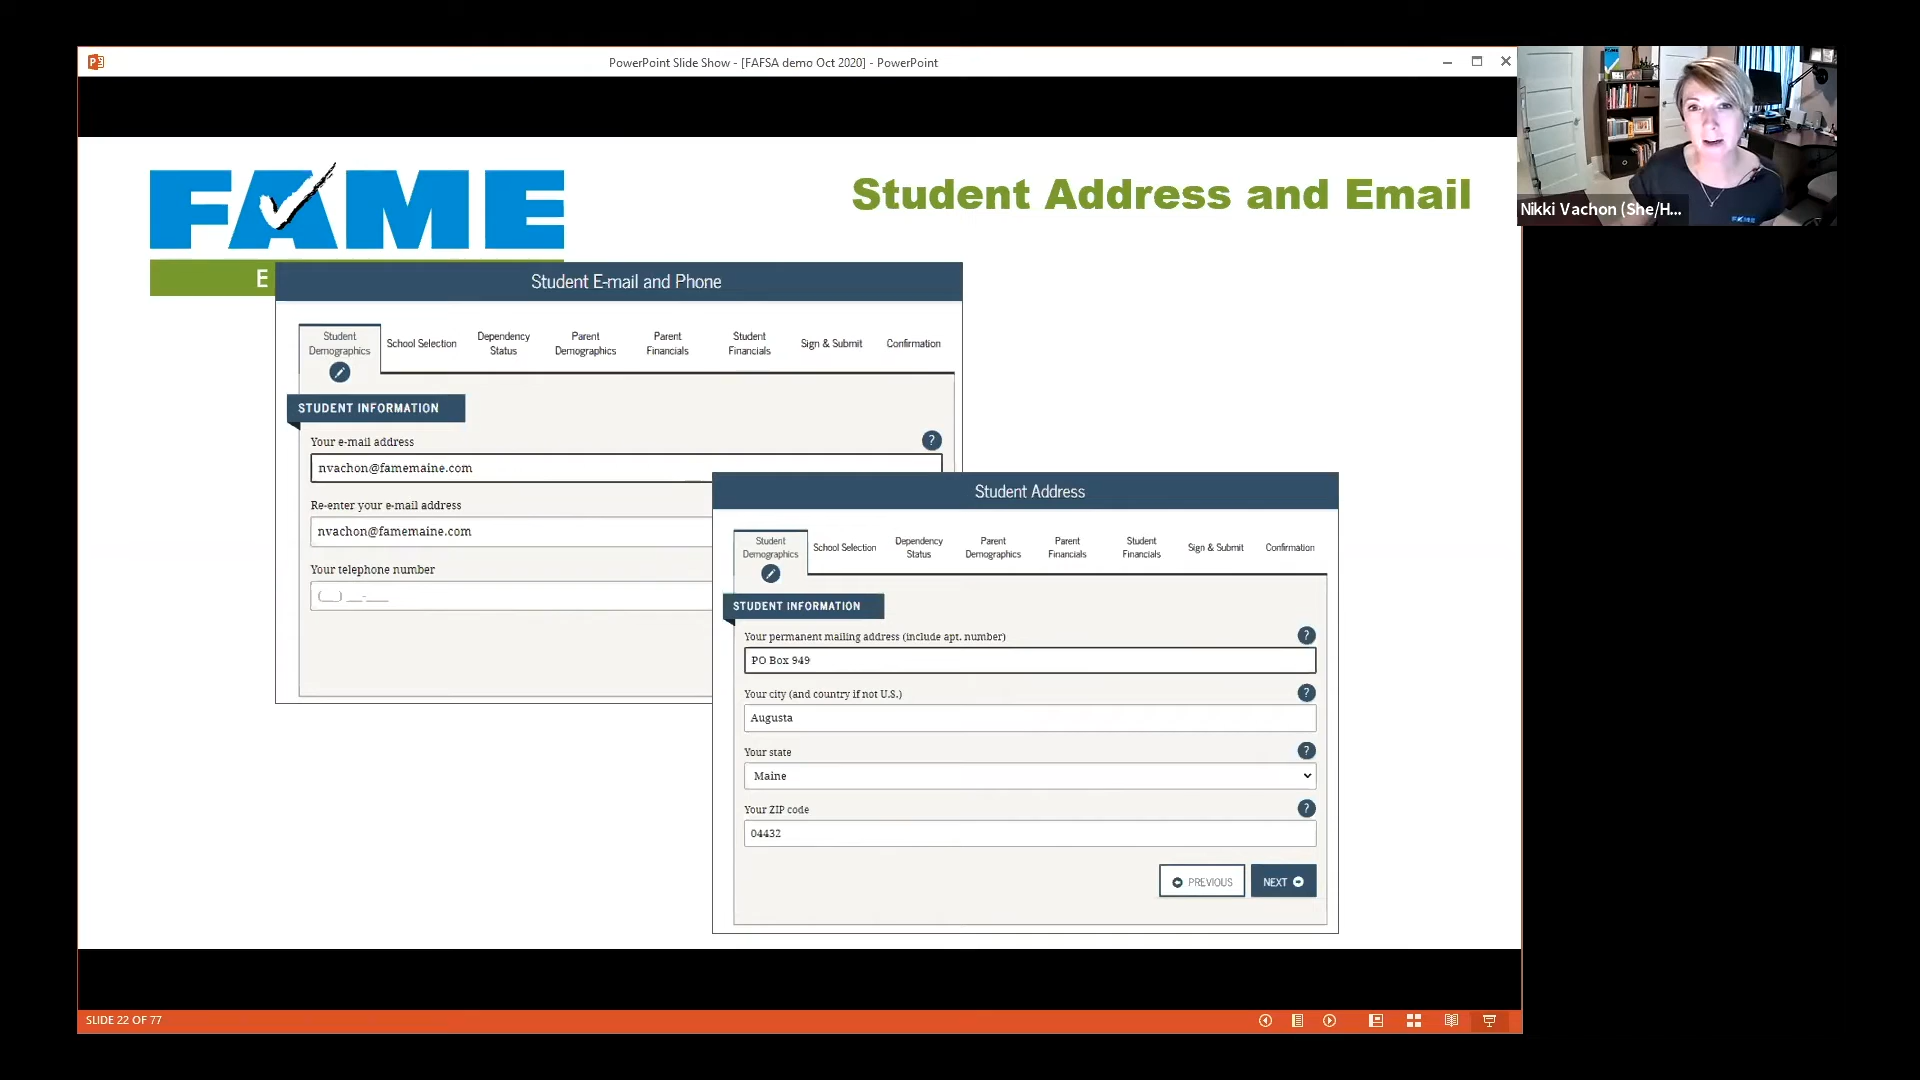 PowerPoint Slide Show - [FAFSA demo Oct 2020] - PowerPoint
FAME
E
Student Address and Email
Nikki Vachon (She/H...
Student E-mail and Phone
Student Demographics
School Selection
Dependency Status
Parent Demographics
Parent Financials
Student Financials
Sign & Submit
Confirmation
STUDENT INFORMATION
Your e-mail address
?
nvachon@famemaine.com
Re-enter your e-mail address
nvachon@famemaine.com
Your telephone number
(__) __-___
Student Address
Student Demographics
School Selection
Dependency Status
Parent Demographics
Parent Financials
Student Financials
Sign & Submit
Confirmation
STUDENT INFORMATION
Your permanent mailing address (include apt. number)
?
PO Box 949
Your city (and country if not U.S.)
?
Augusta
Your state
?
Maine
Your ZIP code
?
04432
PREVIOUS
NEXT
SLIDE 22 OF 77